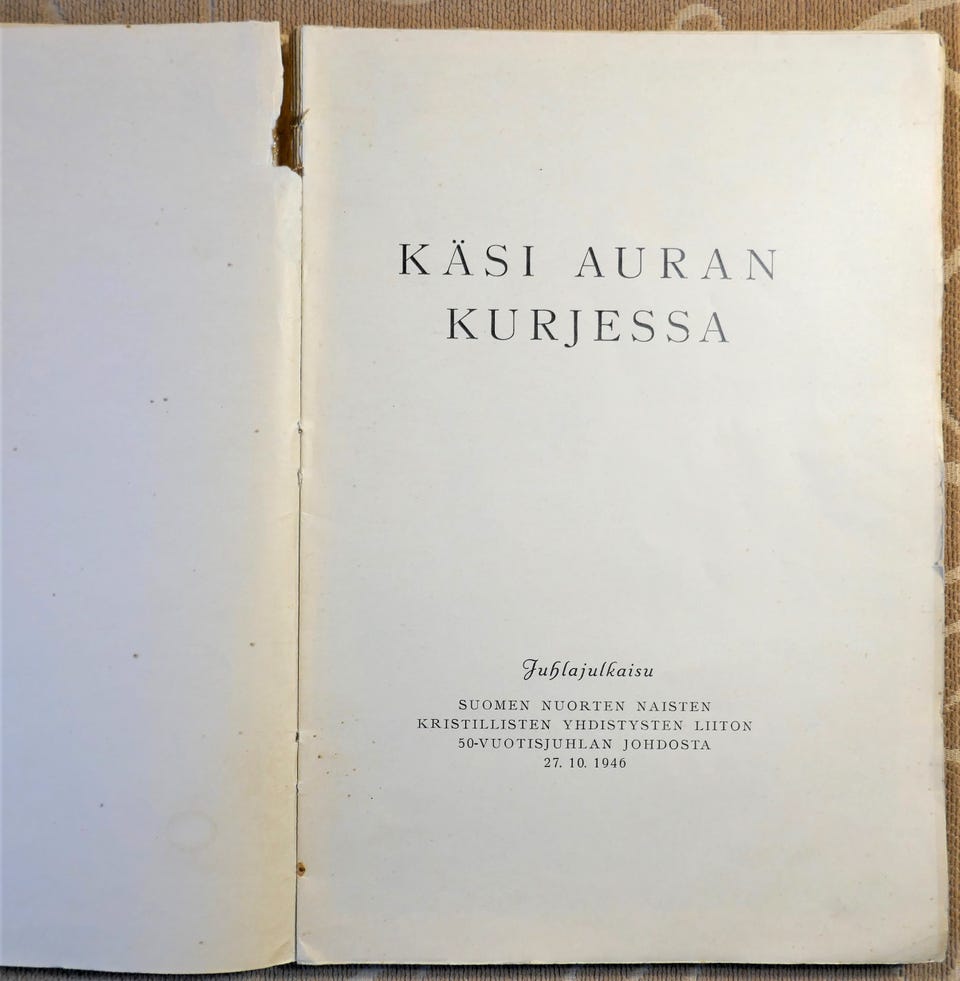 KÄSI AURAN
KURJESSA
Juhlajulkaisu
SUOMEN NUORTEN NAISTEN
KRISTILLISTEN YHDISTYSTEN LIITON
50-VUOTISJUHLAN JOHDOSTA
27. 10. 1946